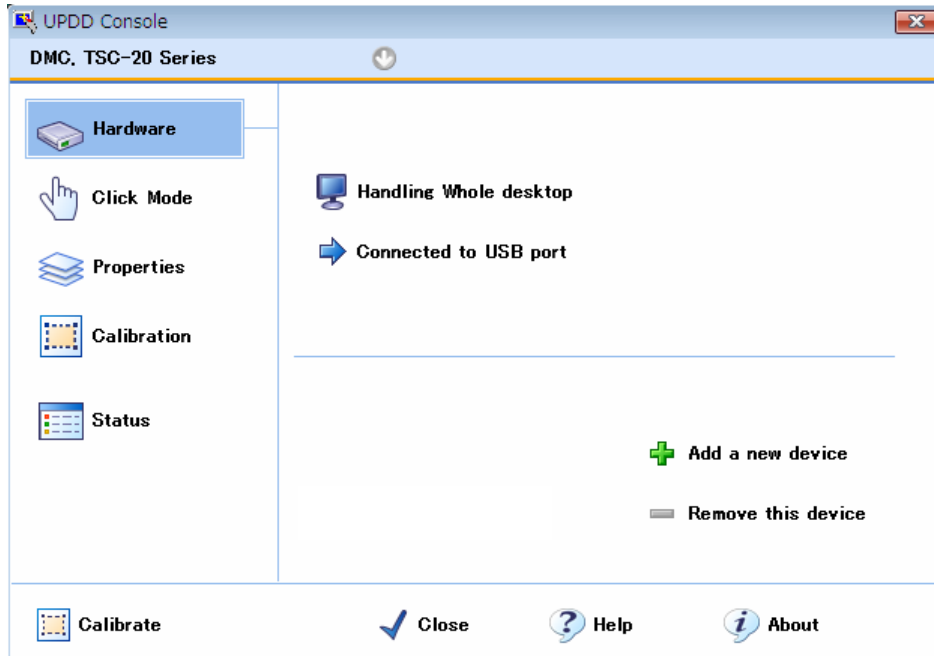 UPDD Console
DMC, TSC-20 Series
Hardware
Click Mode
Properties
Calibration
Status
Handling Whole desktop
Connected to USB port
Add a new device
Remove this device
Calibrate
Close
Help
About